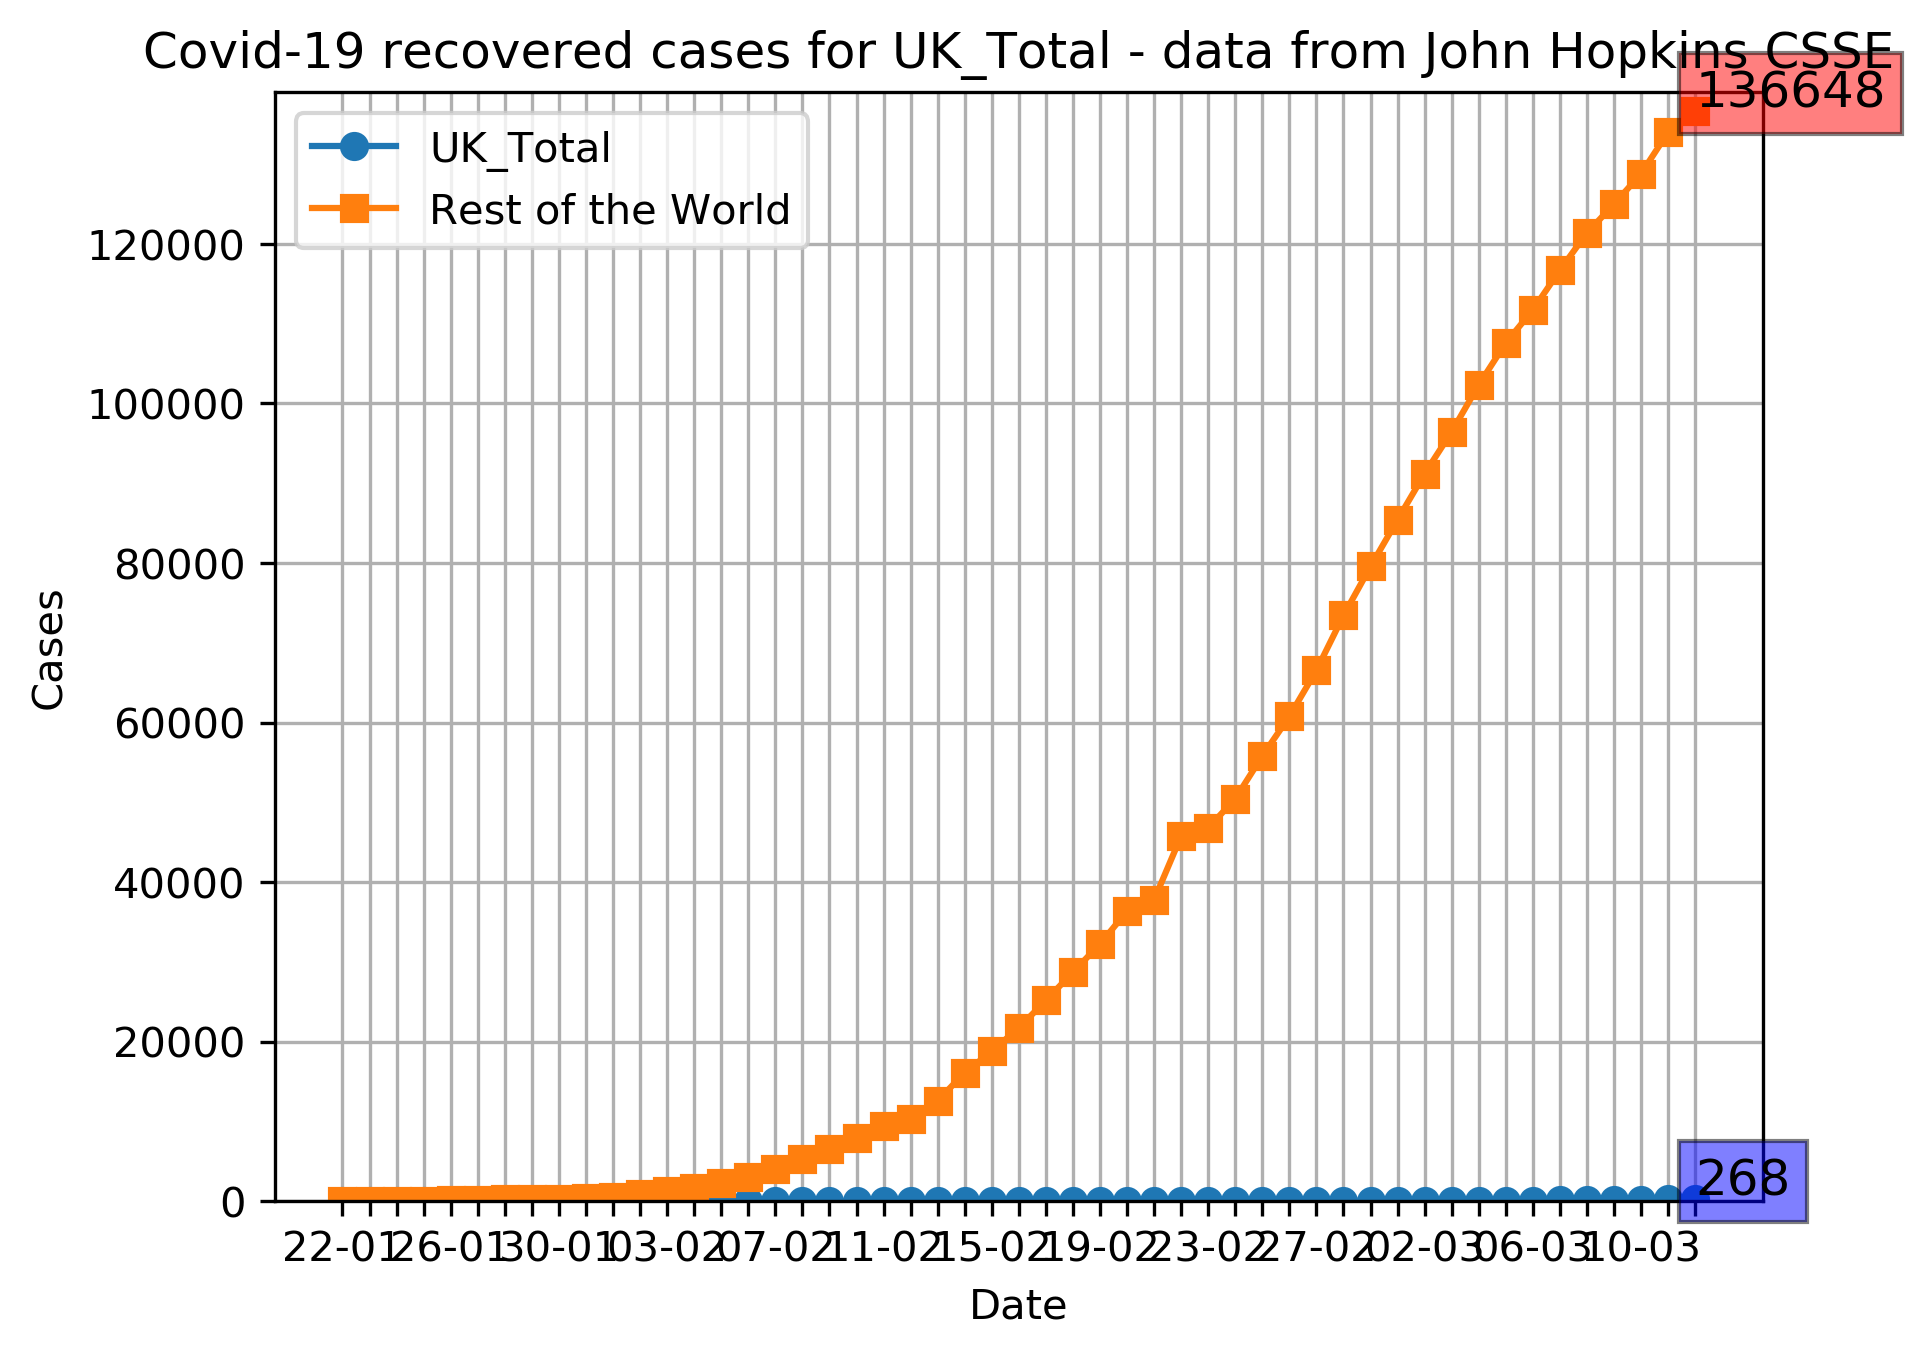 Covid-19 recovered cases for UK_Total - data from John Hopkins CSSE
136648
UK_Total
Rest of the World
120000
100000
80000
60000
40000
20000
0
Cases
268
22-01 26-01 30-01 03-02 07-02 11-02 15-02 19-02 23-02 27-02 02-03 06-03 10-03
Date